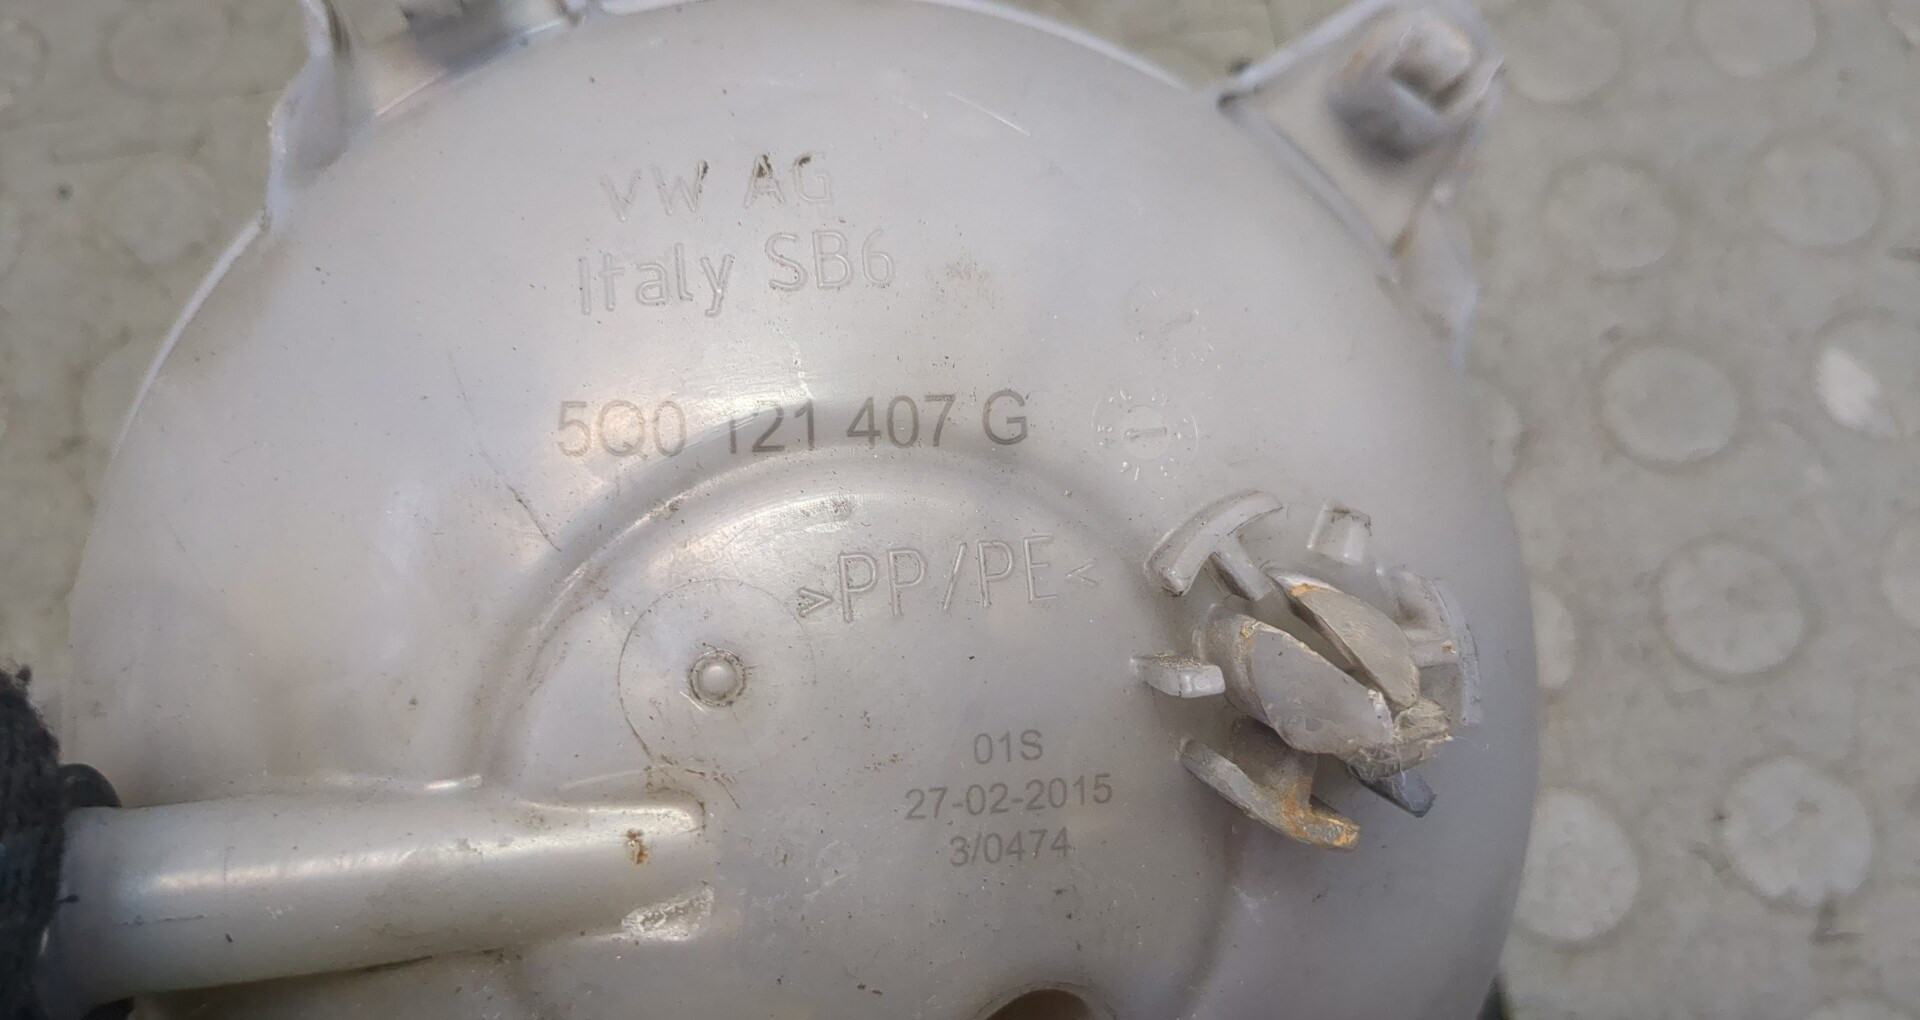 VW AG
Italy SB6
5Q0 121 407 G
>PP/PE<
01S
27-02-2015
3/0474